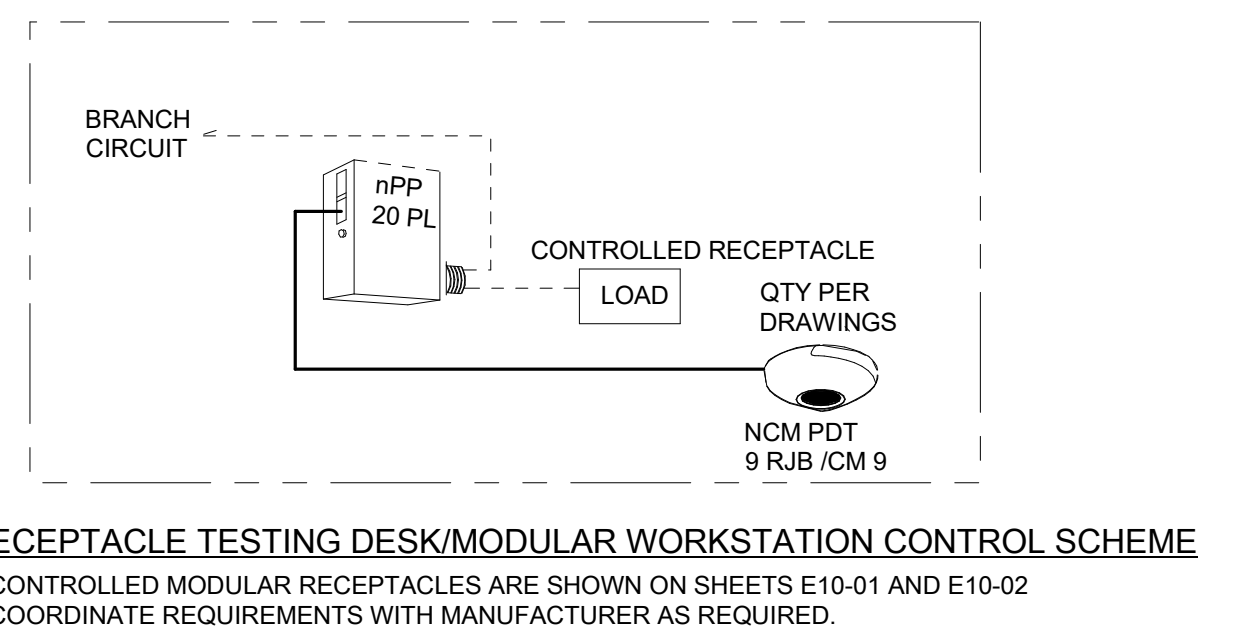 BRANCH
CIRCUIT
nPP
20 PL
CONTROLLED RECEPTACLE
LOAD
QTY PER
DRAWINGS
NCM PDT
9 RJB /CM 9
ECEPTACLE TESTING DESK/MODULAR WORKSTATION CONTROL SCHEME
CONTROLLED MODULAR RECEPTACLES ARE SHOWN ON SHEETS E10-01 AND E10-02
COORDINATE REQUIREMENTS WITH MANUFACTURER AS REQUIRED.